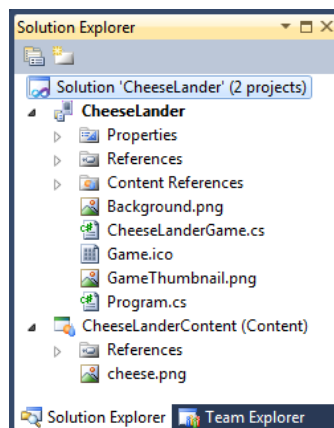 Solution Explorer
Solution 'CheeseLander' (2 projects)
CheeseLander
Properties
References
Content References
Background.png
CheeseLanderGame.cs
Game.ico
GameThumbnail.png
Program.cs
CheeseLanderContent (Content)
References
cheese.png
Solution Explorer Team Explorer